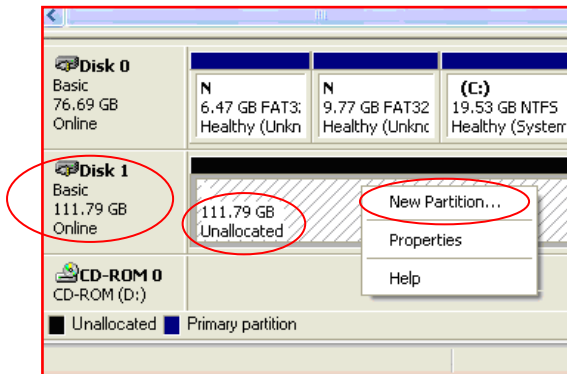 Disk 0
Basic
76.69 GB
Online
N
6.47 GB FAT3
Healthy (Unkn
N
9.77 GB FAT32
Healthy (Unknc
(C:)
19.53 GB NTFS
Healthy (System
Disk 1
Basic
111.79 GB
Online
111.79 GB
Unallocated
New Partition...
Properties
Help
CD-ROM 0
CD-ROM (D:)
Unallocated
Primary partition